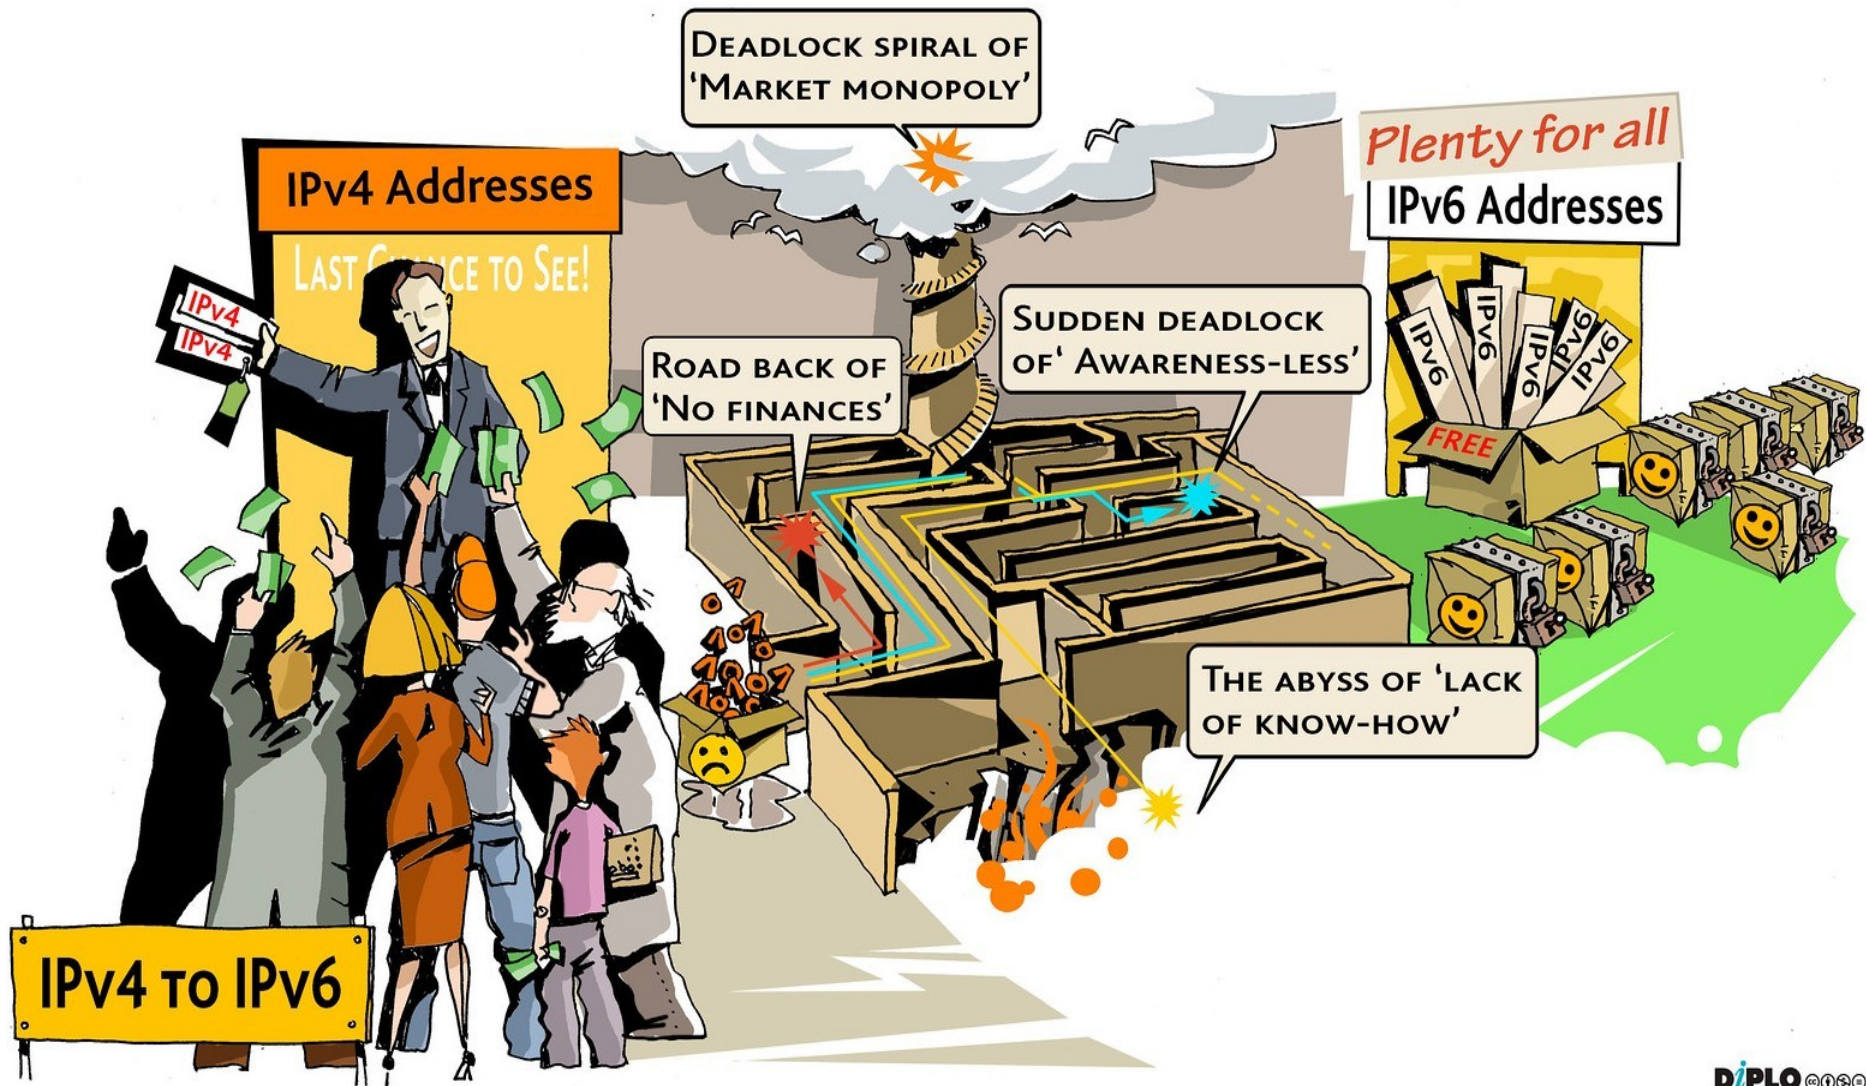 DEADLOCK SPIRAL OF
'MARKET MONOPOLY'
IPv4 Addresses
LAST CHANCE TO SEE!
IPv4
IPv4
ROAD BACK OF
'NO FINANCES'
SUDDEN DEADLOCK
OF' AWARENESS-LESS'
Plenty for all
IPv6 Addresses
IPv6
IPv6
IPv6
IPv6
IPv6
FREE
THE ABYSS OF 'LACK
OF KNOW-HOW'
IPv4 TO IPv6
DiPLO